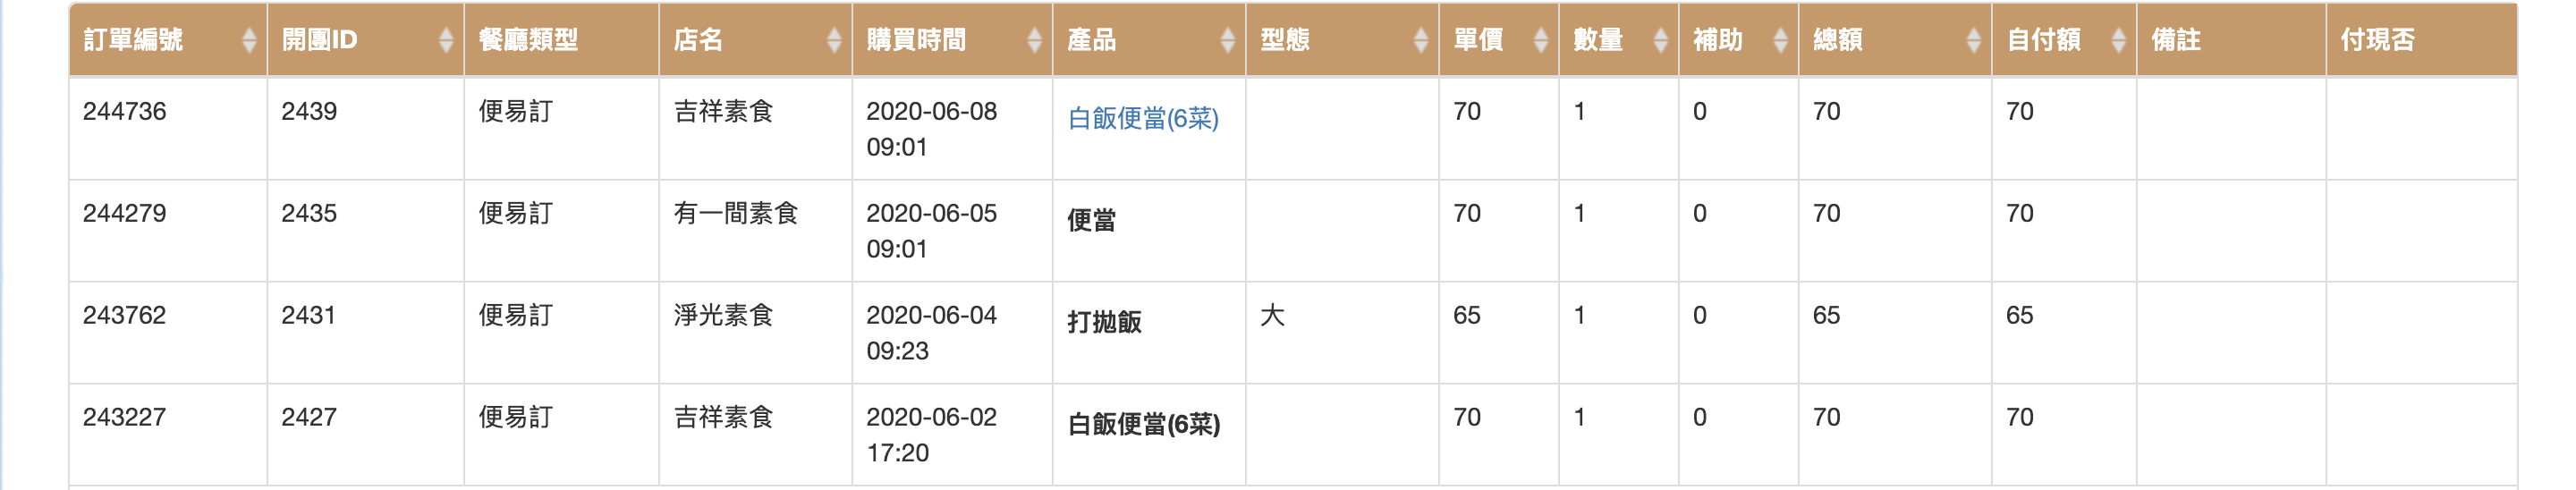 訂單編號 開團ID 餐廳類型 店名 購買時間 產品 型態 單價 數量 補助 總額 自付額 備註 付現否
244736 2439 便易訂 吉祥素食 2020-06-08 白飯便當(6菜) 70 1 0 70 70
09:01
244279 2435 便易訂 有一間素食 2020-06-05 便當 70 1 0 70 70
09:01
243762 2431 便易訂 淨光素食 2020-06-04 打拋飯 大 65 1 0 65 65
09:23
243227 2427 便易訂 吉祥素食 2020-06-02 白飯便當(6菜) 70 1 0 70 70
17:20